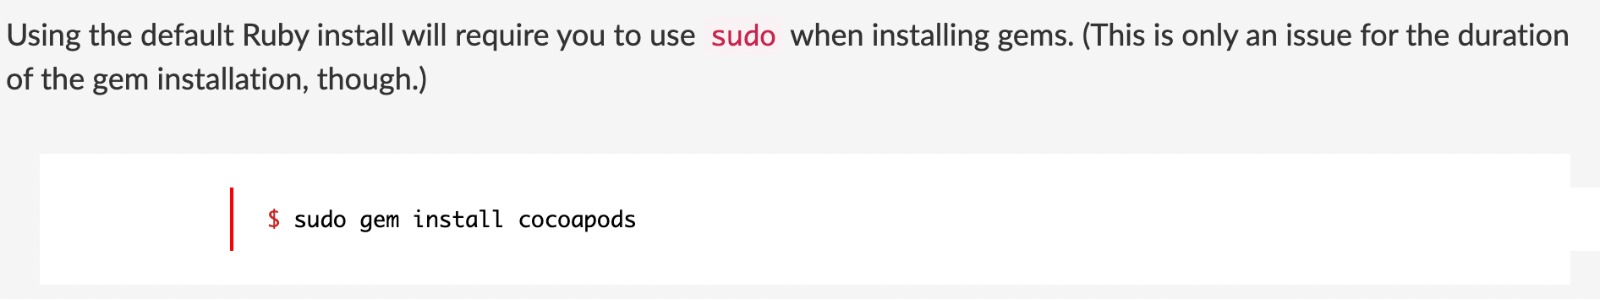 Using the default Ruby install will require you to use sudo when installing gems. (This is only an issue for the duration
of the gem installation, though.)
$ sudo gem install cocoapods